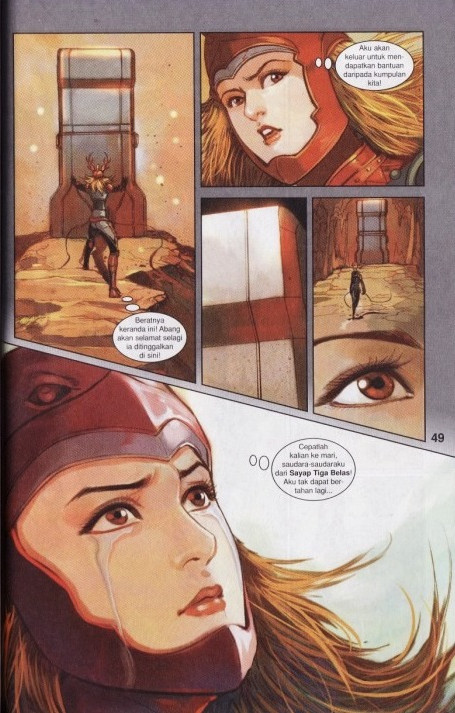 Beratnya
keranda ini! Abang
akan selamat selagi
ia ditinggalkan
di sini!
Aku akan
keluar untuk men-
dapatkan bantuan
daripada kumpulan
kita!
49
Cepatlah
kalian ke mari,
saudara-saudaraku
dari Sayap Tiga Belas!
Aku tak dapat ber-
tahan lagi...